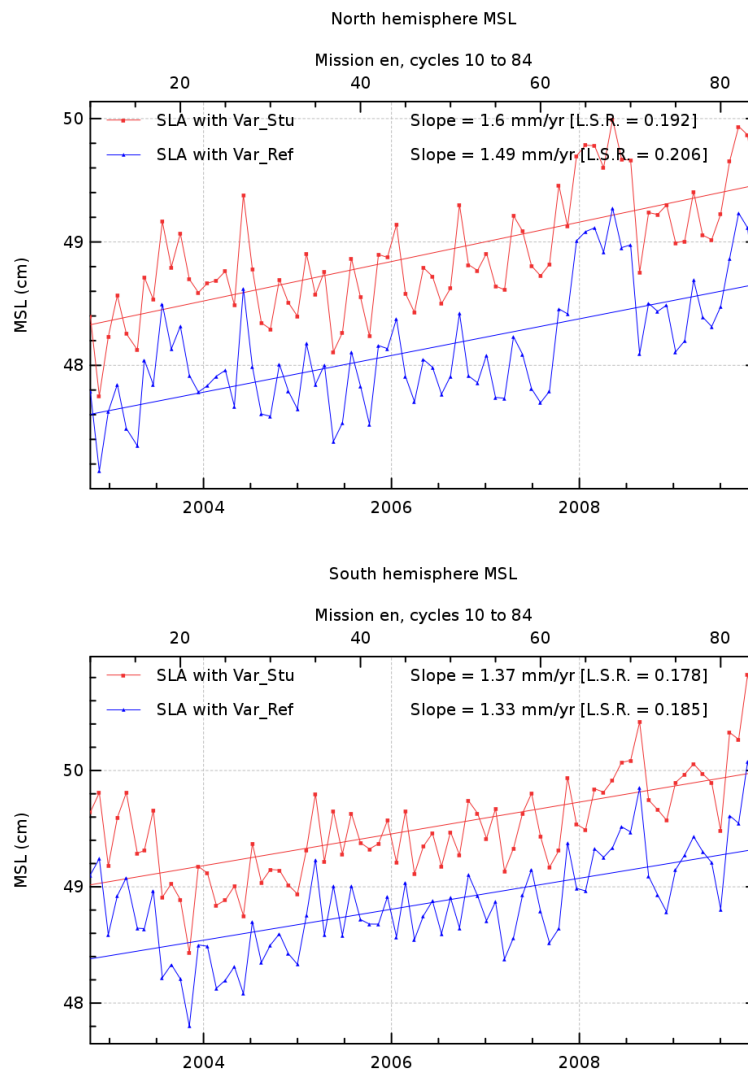 North hemisphere MSL
Mission en, cycles 10 to 84
20 40 60 80
SLA with Var_Stu Slope = 1.6 mm/yr [L.S.R. = 0.192]
SLA with Var_Ref Slope = 1.49 mm/yr [L.S.R. = 0.206]
50
49
48
MSL (cm)
2004 2006 2008
South hemisphere MSL
Mission en, cycles 10 to 84
20 40 60 80
SLA with Var_Stu Slope = 1.37 mm/yr [L.S.R. = 0.178]
SLA with Var_Ref Slope = 1.33 mm/yr [L.S.R. = 0.185]
50
49
48
MSL (cm)
2004 2006 2008